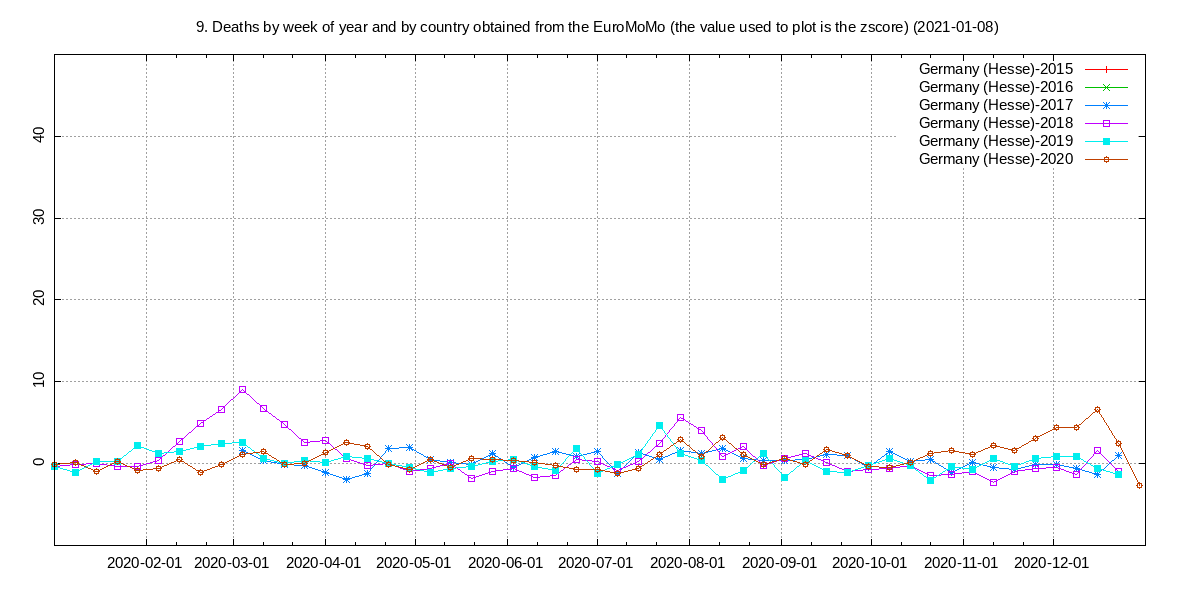 9. Deaths by week of year and by country obtained from the EuroMoMo (the value used to plot is the zscore) (2021-01-08)
Germany (Hesse)-2015
Germany (Hesse)-2016
Germany (Hesse)-2017
Germany (Hesse)-2018
Germany (Hesse)-2019
Germany (Hesse)-2020
40
30
20
10
0
2020-02-01 2020-03-01 2020-04-01 2020-05-01 2020-06-01 2020-07-01 2020-08-01 2020-09-01 2020-10-01 2020-11-01 2020-12-01